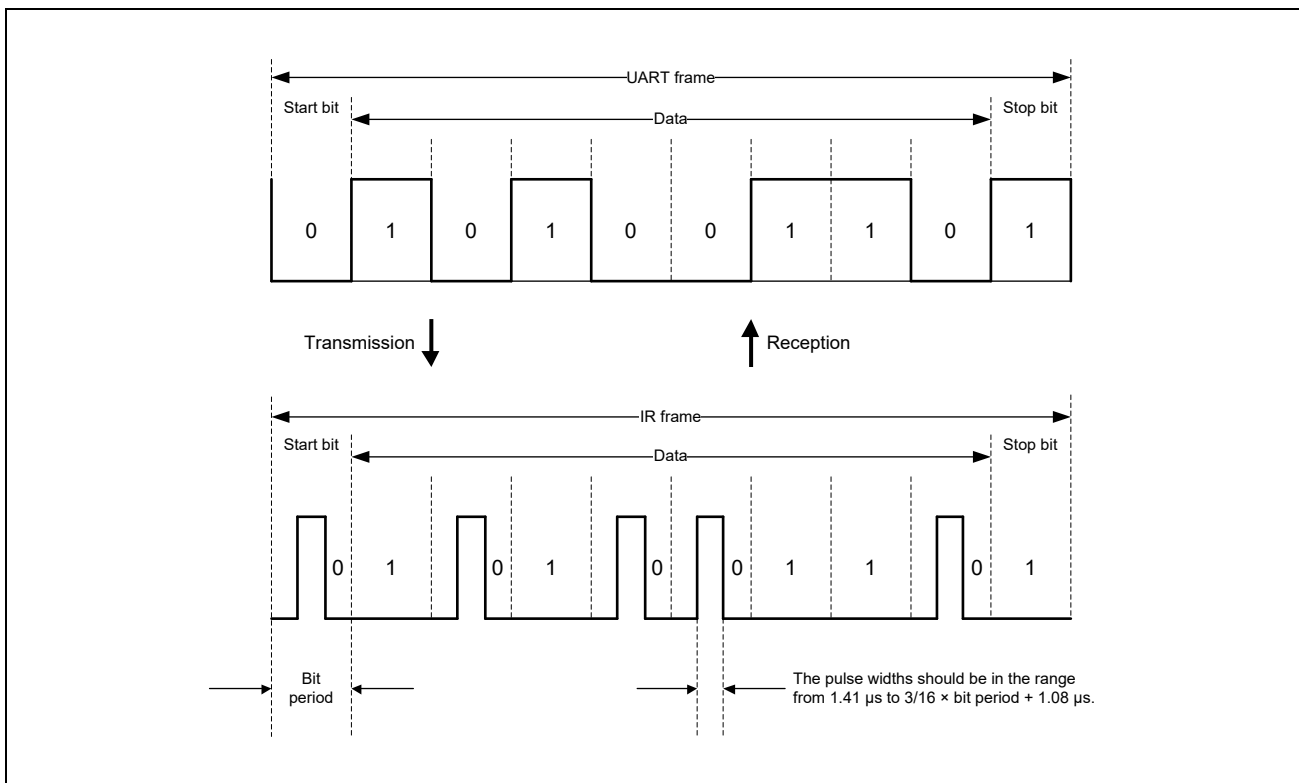 UART frame
Start bit
Data
Stop bit
0 1 0 1 0 0 1 1 0 1
Transmission
Reception
IR frame
Start bit
Data
Stop bit
0 1 0 1 0 0 1 1 0 1
Bit
period
The pulse widths should be in the range
from 1.41 µs to 3/16 × bit period + 1.08 µs.